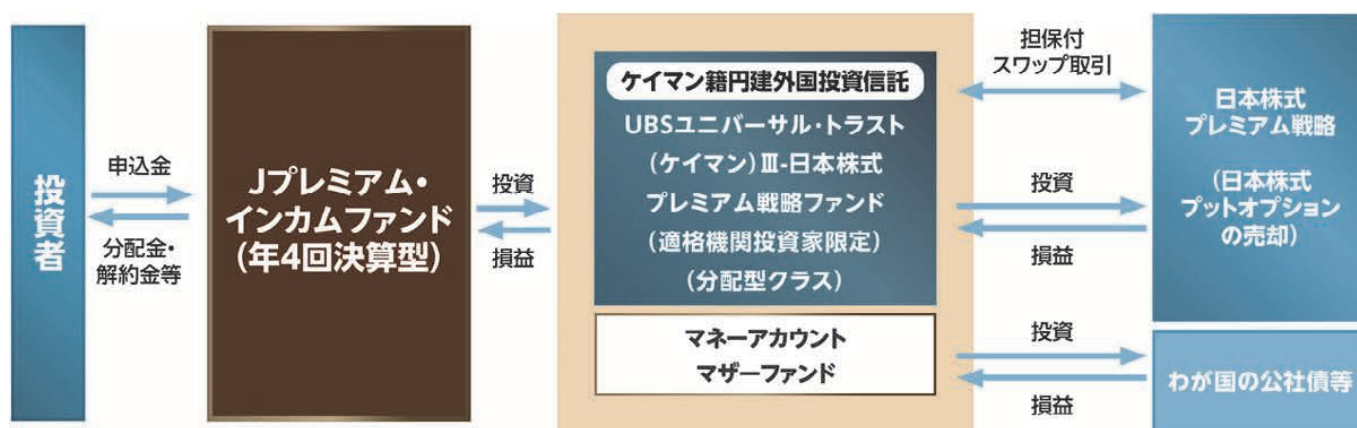 投資者
申込金
分配金・
解約金等
Jプレミアム・
インカムファンド
(年4回決算型)
投資
損益
ケイマン籍円建外国投資信託
UBSユニバーサル・トラスト
(ケイマン)Ⅲ-日本株式
プレミアム戦略ファンド
(適格機関投資家限定)
(分配型クラス)
マネーアカウント
マザーファンド
担保付
スワップ取引
投資
損益
投資
損益
日本株式
プレミアム戦略
(日本株式
プットオプション
の売却)
わが国の公社債等